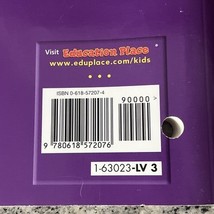 Visit Education Place
www.eduplace.com/kids
ISBN 0-618-57207-4
90000>
9 780618 572076
1-63023-LV 3